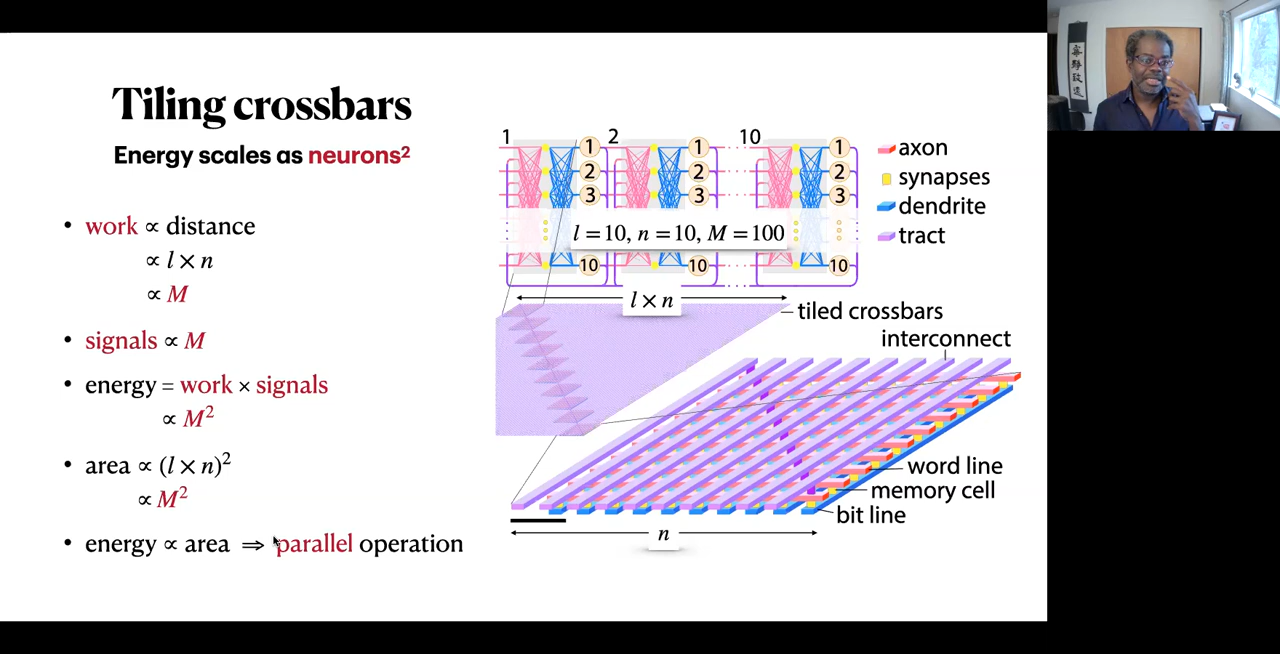 Tiling crossbars
Energy scales as neurons²
• work ∝ distance
∝ l × n
∝ M
• signals ∝ M
• energy = work × signals
∝ M²
• area ∝ (l × n)²
∝ M²
• energy ∝ area ⇒ parallel operation
1 2 10
1 1 1
2 2 2
3 3 3
l = 10, n = 10, M = 100
10 10 10
axon
synapses
dendrite
tract
l × n
tiled crossbars
interconnect
word line
memory cell
bit line
n